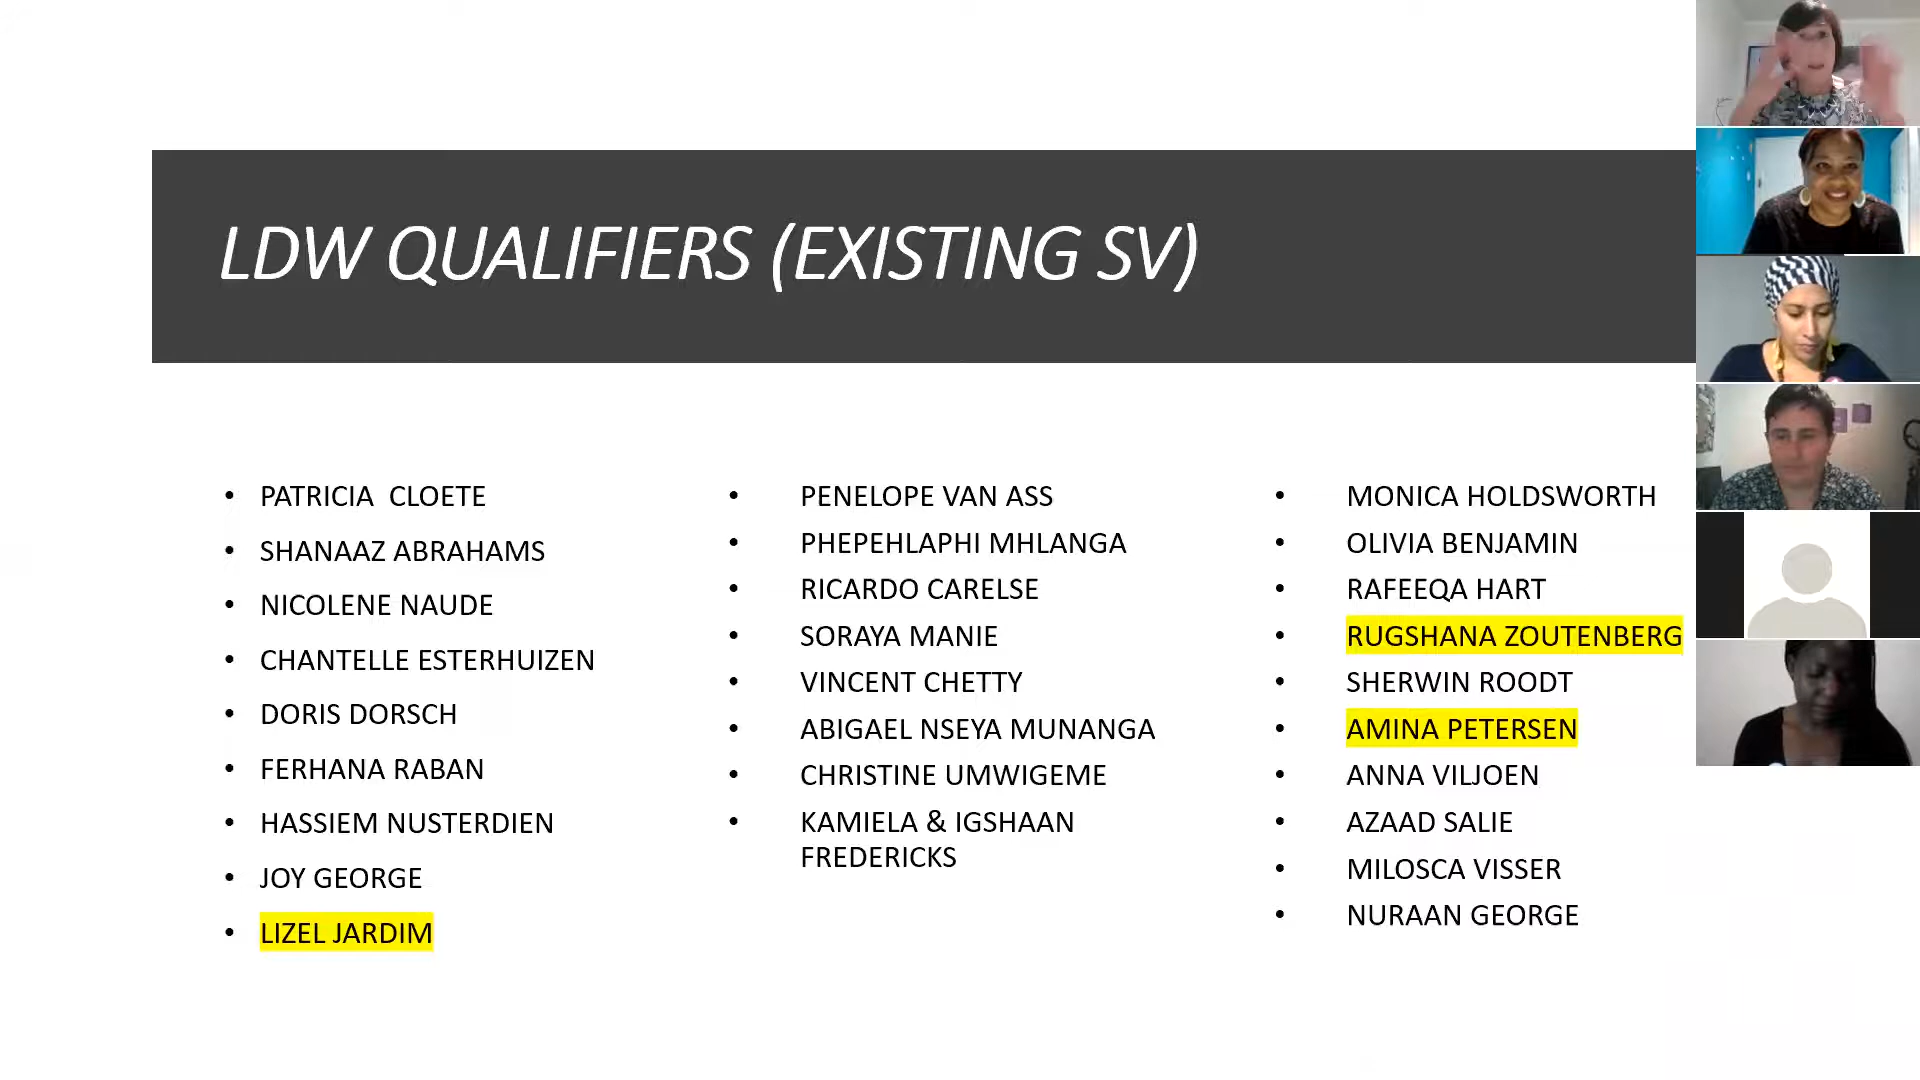 LDW QUALIFIERS (EXISTING SV)
• PATRICIA CLOETE
• SHANAAZ ABRAHAMS
• NICOLENE NAUDE
• CHANTELLE ESTERHUIZEN
• DORIS DORSCH
• FERHANA RABAN
• HASSIEM NUSTERDIEN
• JOY GEORGE
• LIZEL JARDIM
• PENELOPE VAN ASS
• PHEPEHLAPHI MHLANGA
• RICARDO CARELSE
• SORAYA MANIE
• VINCENT CHETTY
• ABIGAEL NSEYA MUNANGA
• CHRISTINE UMWIGEME
• KAMIELA & IGSHAAN
FREDERICKS
• MONICA HOLDSWORTH
• OLIVIA BENJAMIN
• RAFEEQA HART
• RUGSHANA ZOUTENBERG
• SHERWIN ROODT
• AMINA PETERSEN
• ANNA VILJOEN
• AZAAD SALIE
• MILOSCA VISSER
• NURAAN GEORGE